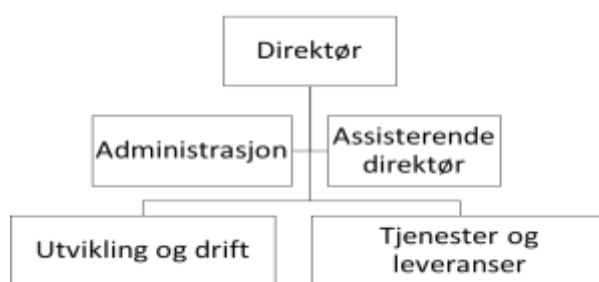 Direktør
Administrasjon
Assisterende
direktør
Utvikling og drift
Tjenester og
leveranser